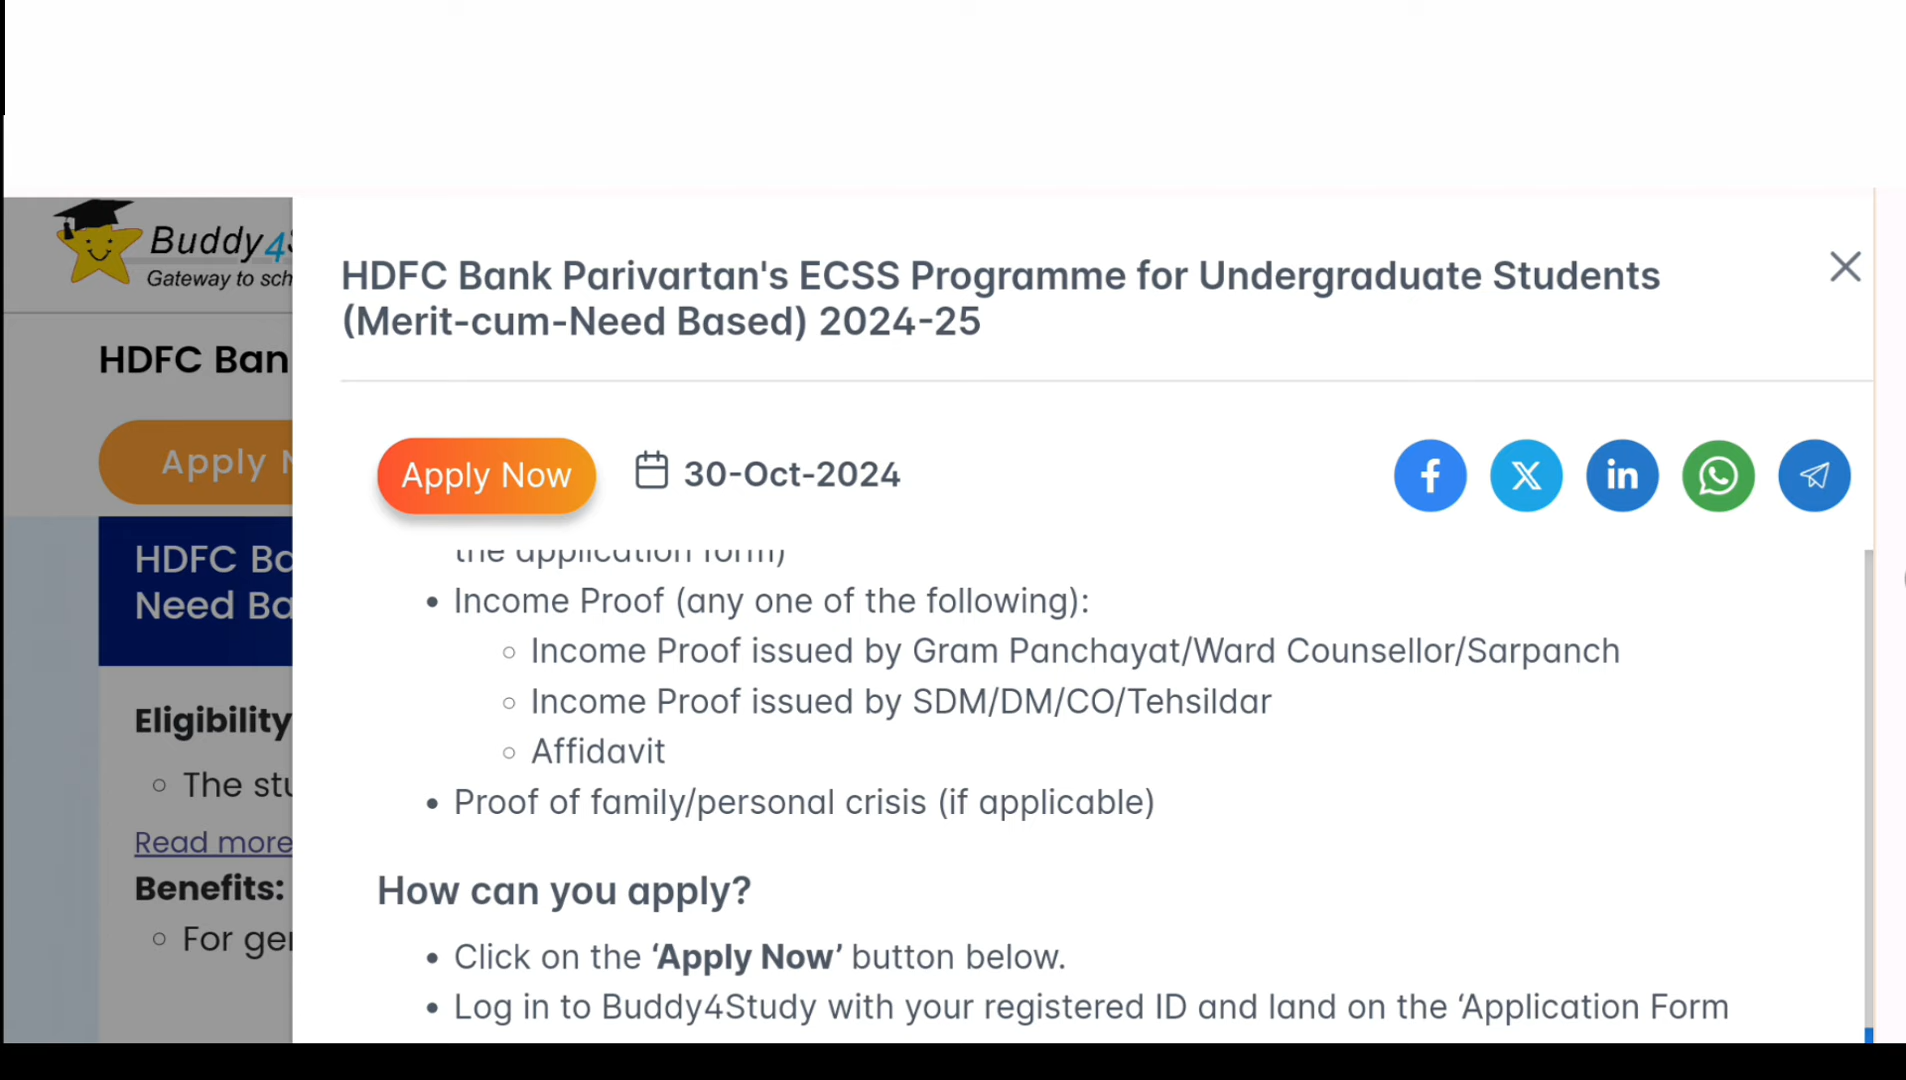 Buddy4
Gateway to sch
HDFC Ban
Apply N
HDFC Ba
Need Ba
Eligibility
The stu
Read more
Benefits:
For ger
HDFC Bank Parivartan's ECSS Programme for Undergraduate Students
(Merit-cum-Need Based) 2024-25
Apply Now
30-Oct-2024
the application form)
• Income Proof (any one of the following):
◦ Income Proof issued by Gram Panchayat/Ward Counsellor/Sarpanch
◦ Income Proof issued by SDM/DM/CO/Tehsildar
◦ Affidavit
• Proof of family/personal crisis (if applicable)
How can you apply?
• Click on the ‘Apply Now’ button below.
• Log in to Buddy4Study with your registered ID and land on the ‘Application Form